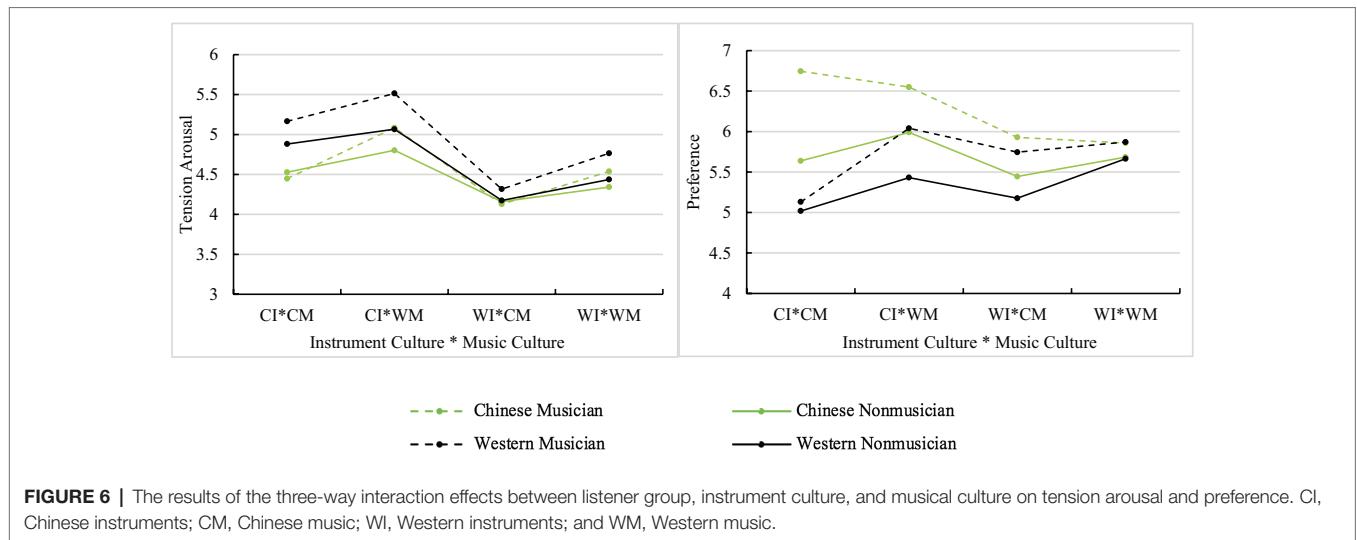 6
5.5
5
4.5
4
3.5
3
Tension Arousal
CI*CM CI*WM WI*CM WI*WM
Instrument Culture * Music Culture
7
6.5
6
5.5
5
4.5
4
Preference
CI*CM CI*WM WI*CM WI*WM
Instrument Culture * Music Culture
Chinese Musician Chinese Nonmusician
Western Musician Western Nonmusician
FIGURE 6 | The results of the three-way interaction effects between listener group, instrument culture, and musical culture on tension arousal and preference. CI,
Chinese instruments; CM, Chinese music; WI, Western instruments; and WM, Western music.